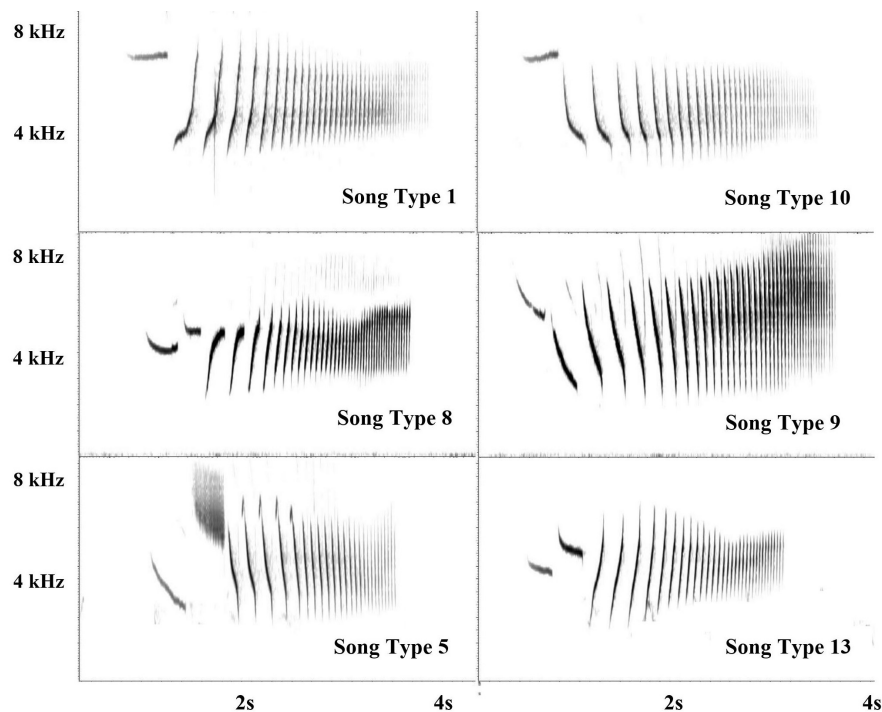 8 kHz
4 kHz
Song Type 1
Song Type 10
8 kHz
4 kHz
Song Type 8
Song Type 9
8 kHz
4 kHz
Song Type 5
Song Type 13
2s 4s 2s 4s